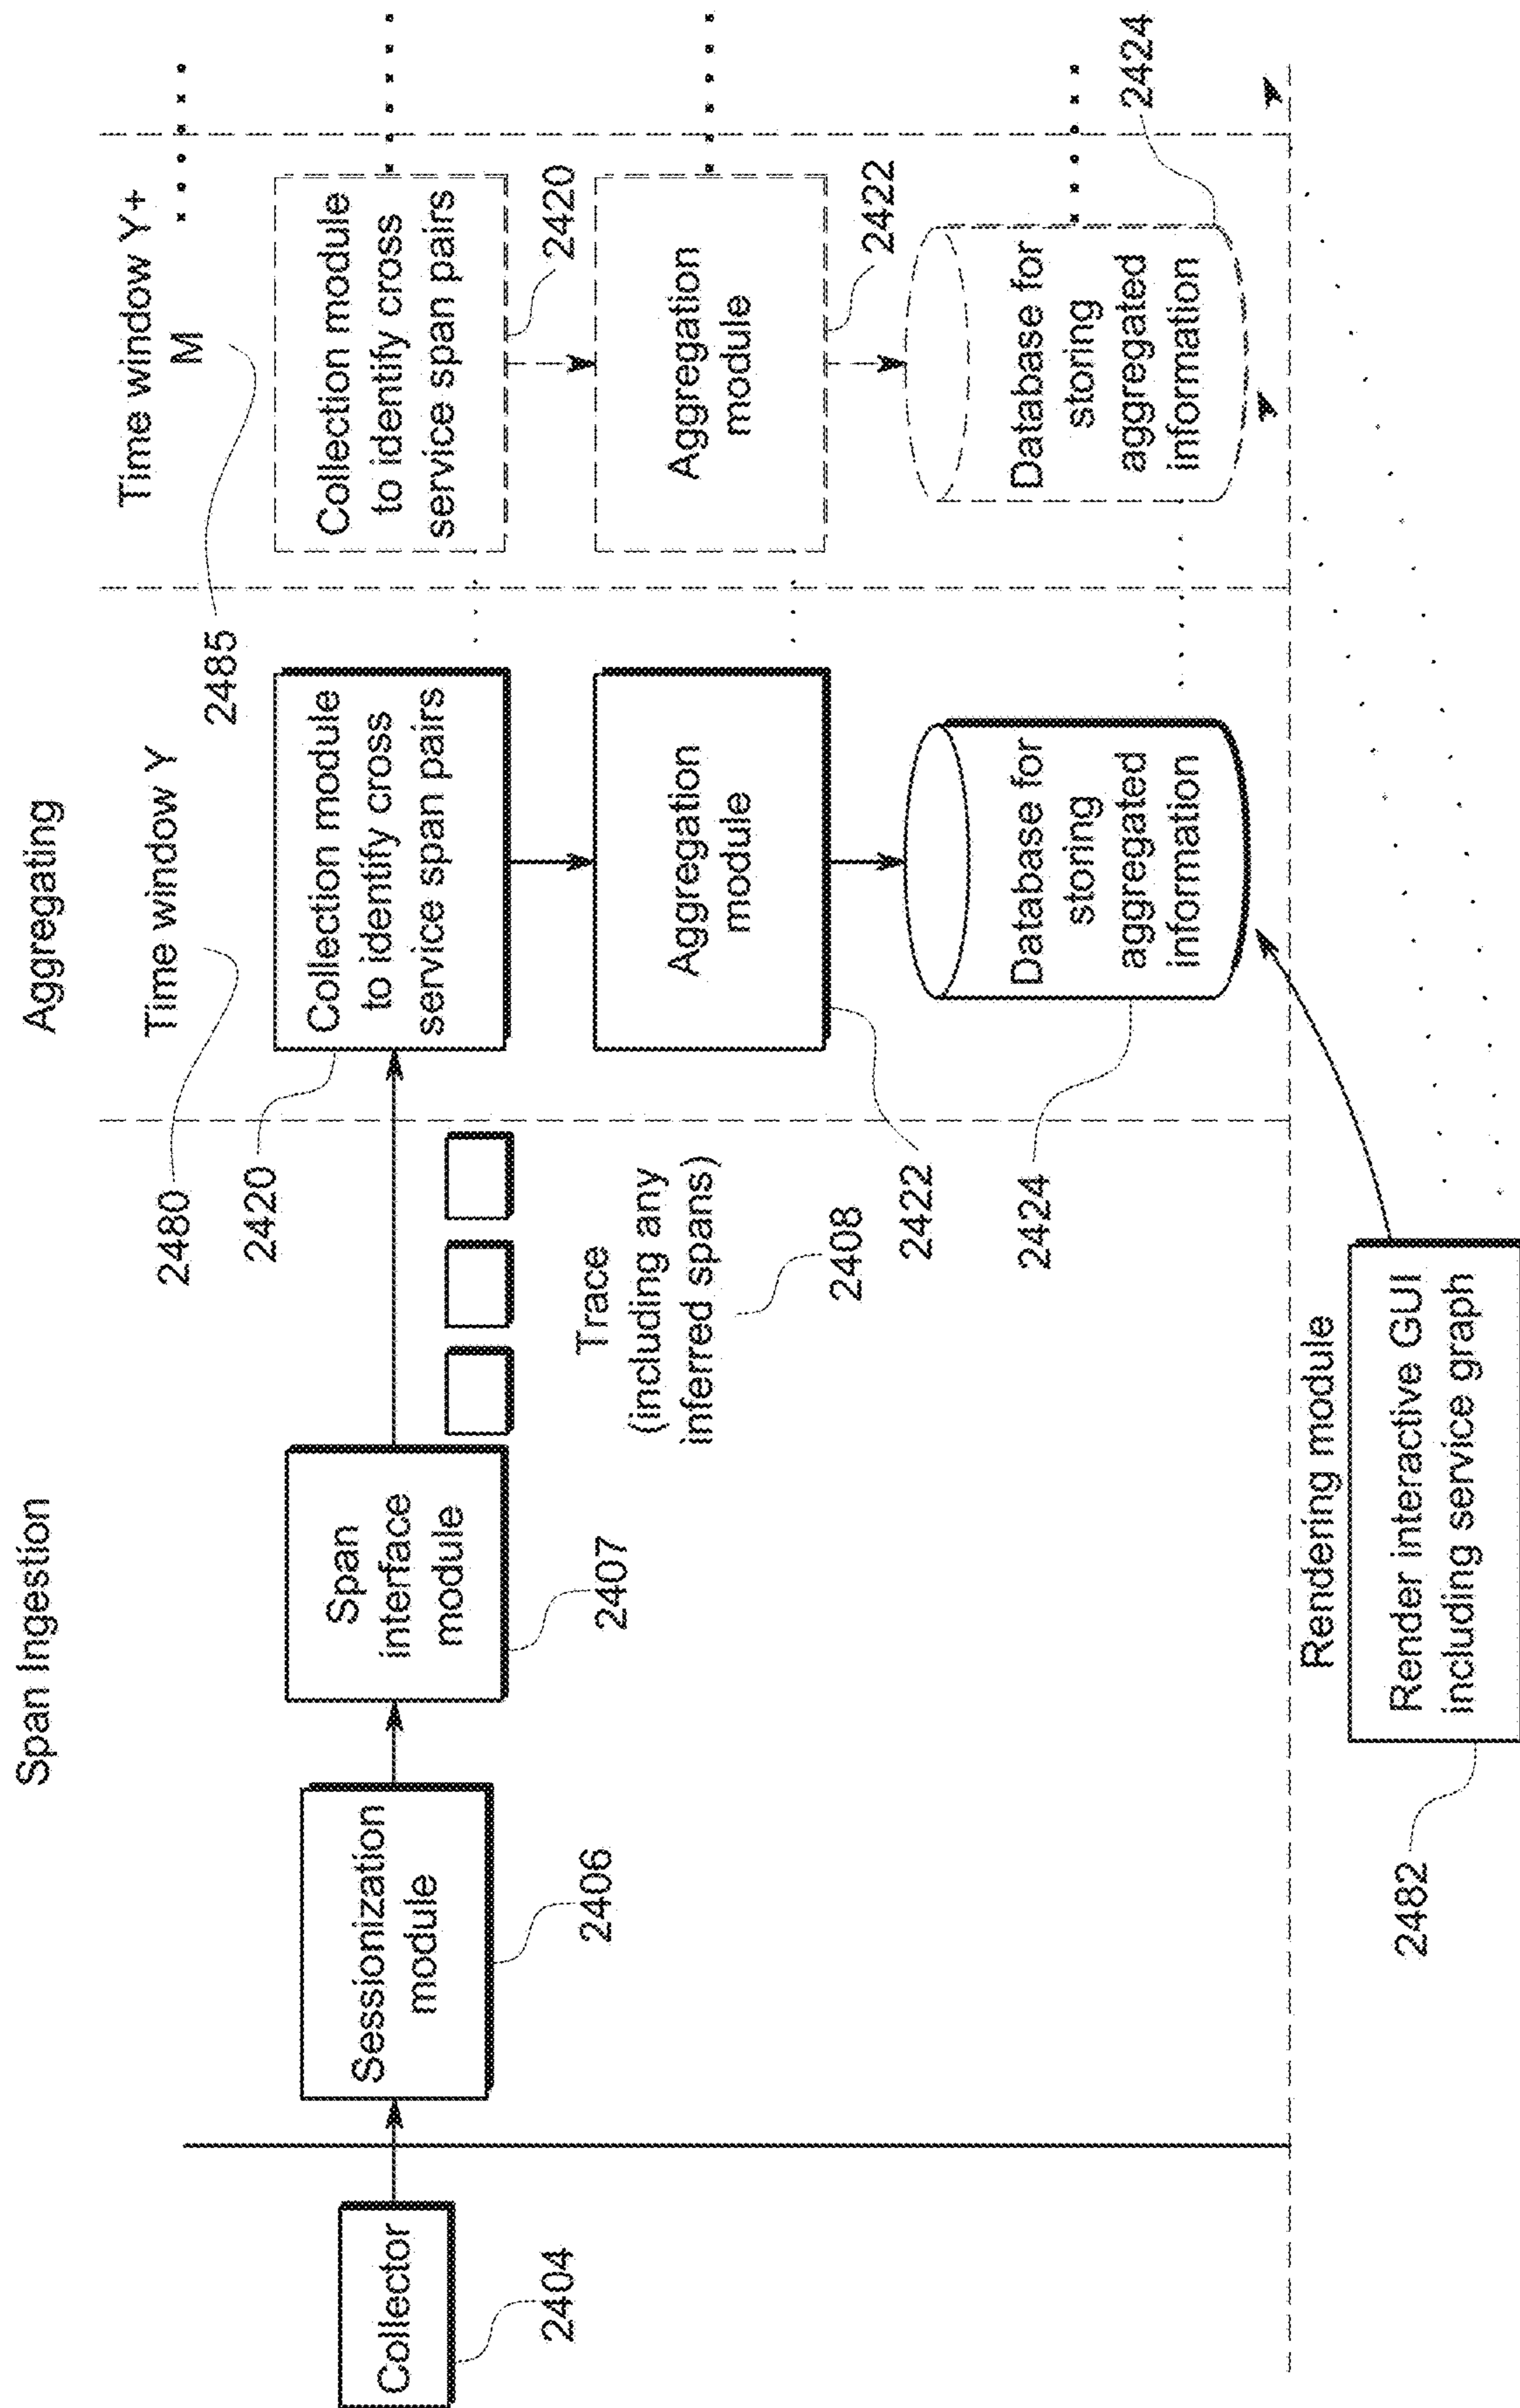 Span Ingestion
Aggregating
Collector
2404
Sessionization
module
2406
Span
interface
module
2407
Trace
(including any
inferred spans)
2408
Time window Y
2480
Collection module
to identify cross
service span pairs
2420
Aggregation
module
2422
Database for
storing
aggregated
information
2424
Time window Y+
M
2485
Collection module
to identify cross
service span pairs
2420
Aggregation
module
2422
Database for
storing
aggregated
information
2424
Rendering module
Render interactive GUI
including service graph
2482